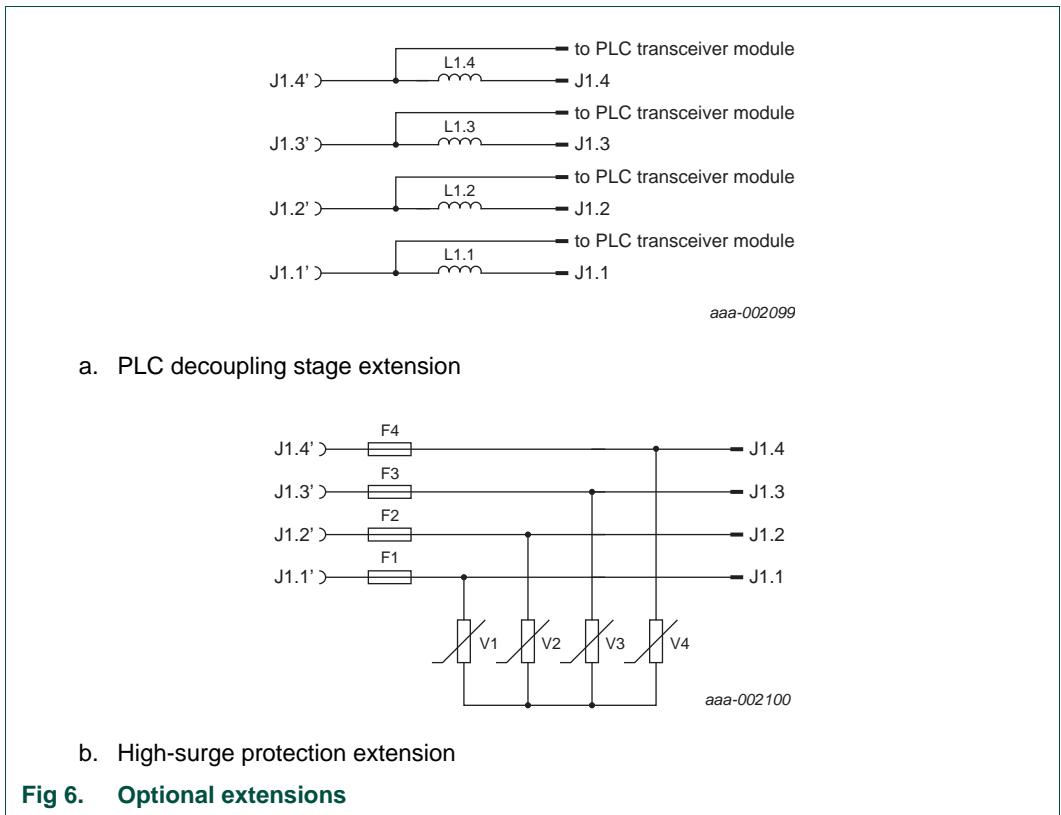 to PLC transceiver module
L1.4
J1.4’
J1.4
to PLC transceiver module
L1.3
J1.3’
J1.3
to PLC transceiver module
L1.2
J1.2’
J1.2
to PLC transceiver module
L1.1
J1.1’
J1.1
aaa-002099
a. PLC decoupling stage extension
F4
J1.4’
J1.4
F3
J1.3’
J1.3
F2
J1.2’
J1.2
F1
J1.1’
J1.1
V1
V2
V3
V4
aaa-002100
b. High-surge protection extension
Fig 6. Optional extensions